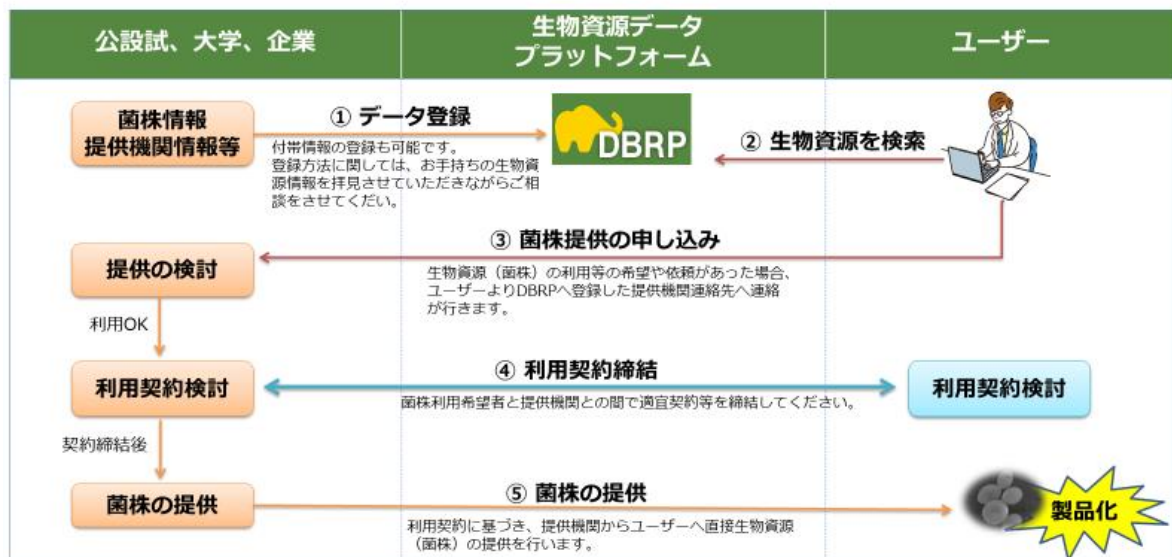 公設試、大学、企業
生物資源データ
プラットフォーム
ユーザー
菌株情報
提供機関情報等
① データ登録
付帯情報の登録も可能です。
登録方法に関しては、お手持ちの生物資
源情報を拝見させていただきながらご相
談をさせてくだい。
DBRP
② 生物資源を検索
③ 菌株提供の申し込み
提供の検討
生物資源（菌株）の利用等の希望や依頼があった場合、
ユーザーよりDBRPへ登録した提供機関連絡先へ連絡
が行きます。
利用OK
利用契約検討
④ 利用契約締結
利用契約検討
菌株利用希望者と提供機関との間で適宜契約等を締結してください。
契約締結後
菌株の提供
⑤ 菌株の提供
製品化
利用契約に基づき、提供機関からユーザーへ直接生物資源
（菌株）の提供を行います。